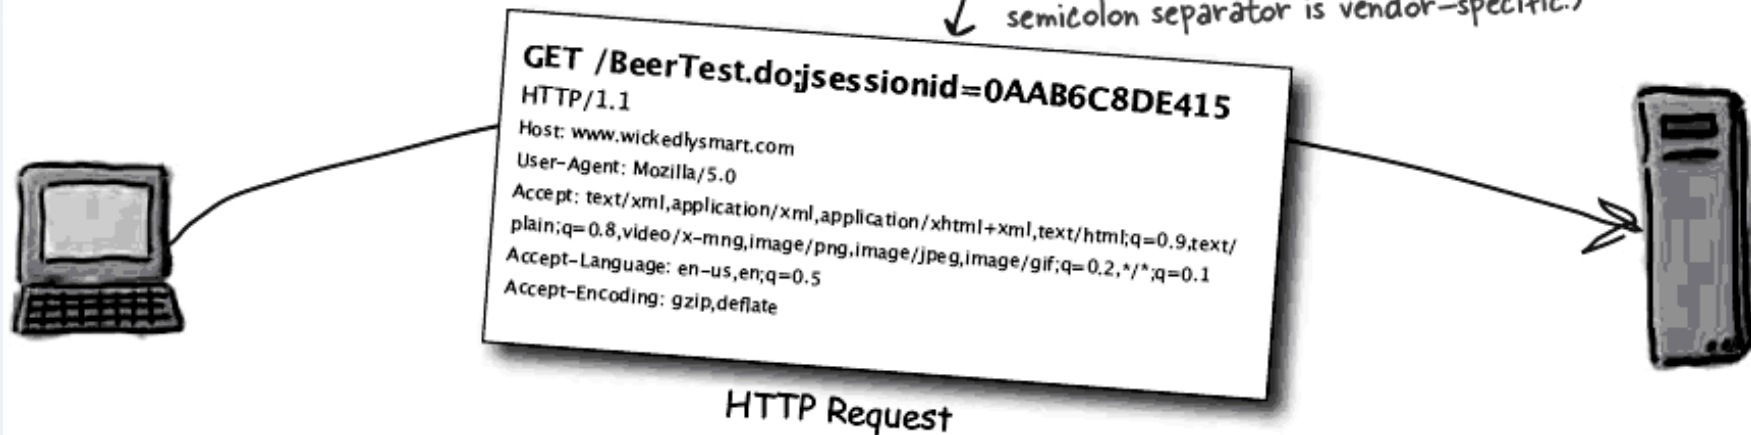 semicolon separator is vendor-specific.)
GET /BeerTest.do;jsessionid=0AAB6C8DE415
HTTP/1.1
Host: www.wickedlysmart.com
User-Agent: Mozilla/5.0
Accept: text/xml,application/xml,application/xhtml+xml,text/html;q=0.9,text/
plain;q=0.8,video/x-mng,image/png,image/jpeg,image/gif;q=0.2,*/*;q=0.1
Accept-Language: en-us,en;q=0.5
Accept-Encoding: gzip,deflate
HTTP Request